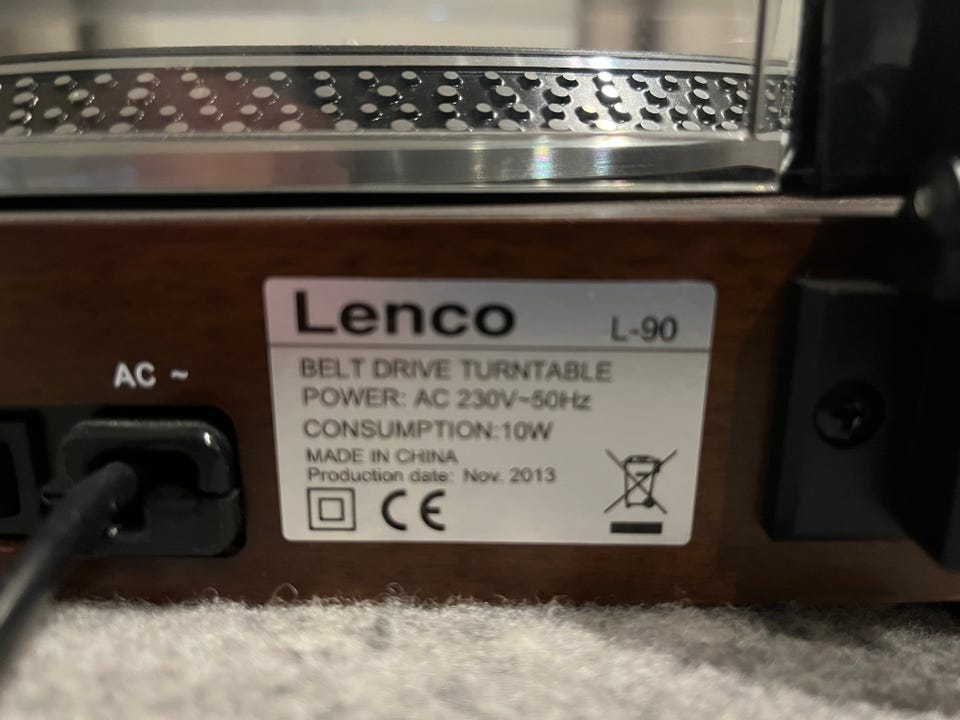 AC ~
Lenco L-90
BELT DRIVE TURNTABLE
POWER: AC 230V~50Hz
CONSUMPTION:10W
MADE IN CHINA
Production date: Nov. 2013
CE